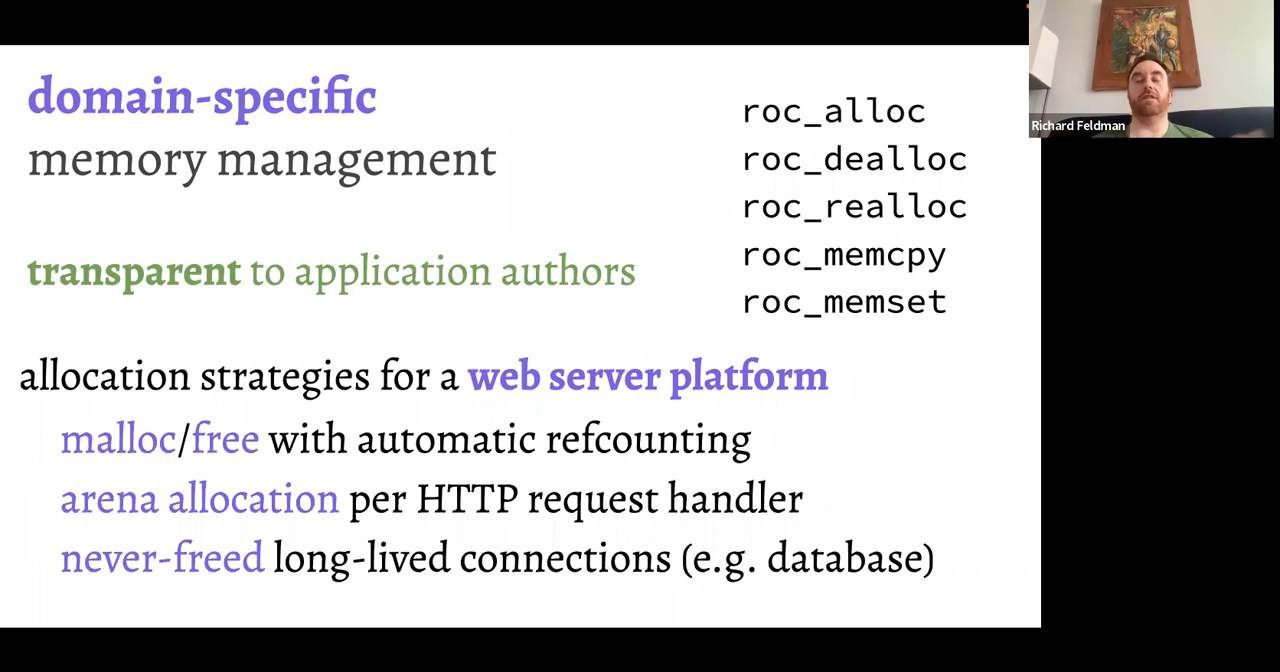 domain-specific
memory management
transparent to application authors
roc_alloc
roc_dealloc
roc_realloc
roc_memcpy
roc_memset
allocation strategies for a web server platform
malloc/free with automatic refcounting
arena allocation per HTTP request handler
never-freed long-lived connections (e.g. database)
Richard Feldman